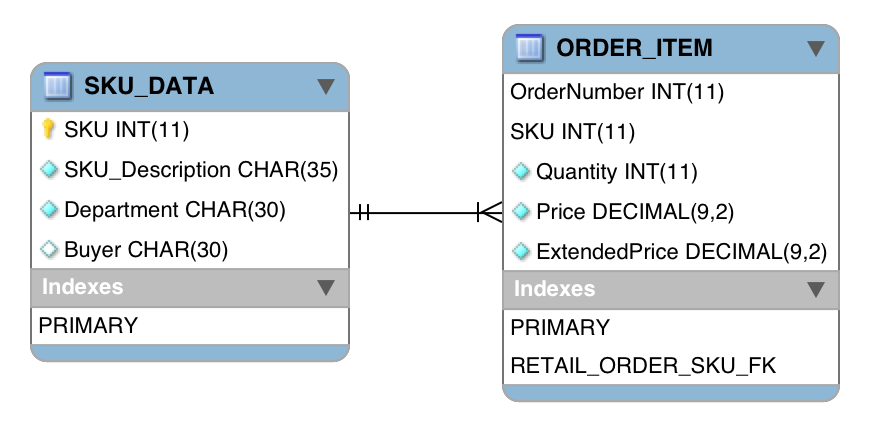 SKU_DATA
SKU INT(11)
SKU_Description CHAR(35)
Department CHAR(30)
Buyer CHAR(30)
Indexes
PRIMARY
ORDER_ITEM
OrderNumber INT(11)
SKU INT(11)
Quantity INT(11)
Price DECIMAL(9,2)
ExtendedPrice DECIMAL(9,2)
Indexes
PRIMARY
RETAIL_ORDER_SKU_FK